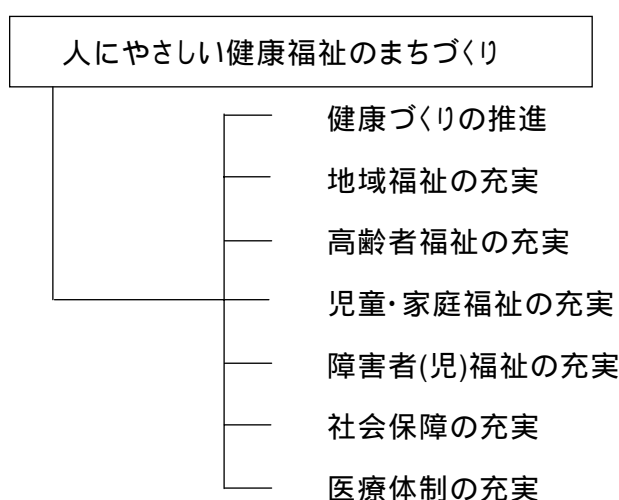 人にやさしい健康福祉のまちづくり
健康づくりの推進
地域福祉の充実
高齢者福祉の充実
児童・家庭福祉の充実
障害者(児)福祉の充実
社会保障の充実
医療体制の充実